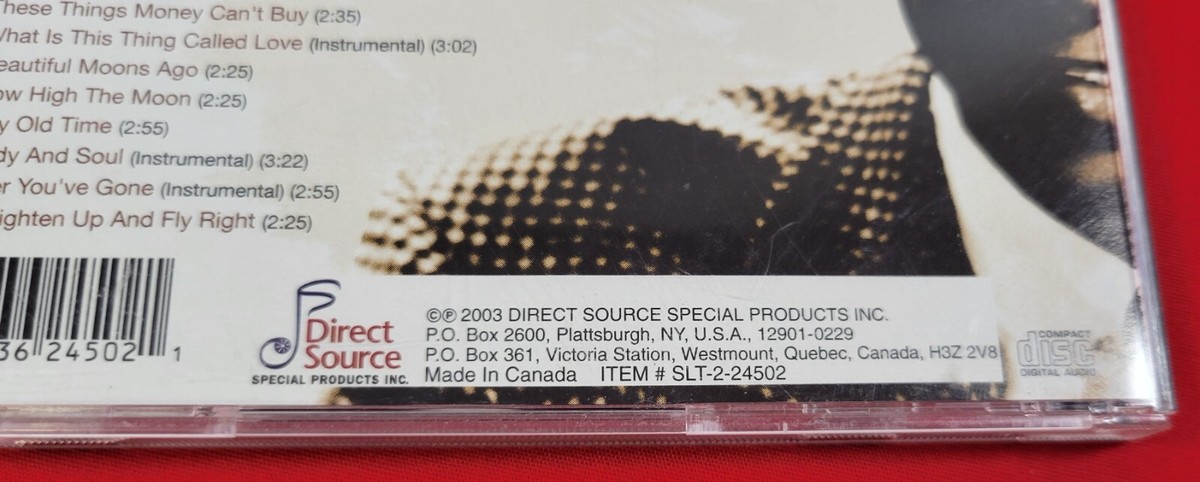 These Things Money Can't Buy (2:35)
What Is This Thing Called Love (Instrumental) (3:02)
eautiful Moons Ago (2:25)
ow High The Moon (2:25)
y Old Time (2:55)
dy And Soul (Instrumental) (3:22)
r You've Gone (Instrumental) (2:55)
ighten Up And Fly Right (2:25)
36 24502 1
Direct
Source
SPECIAL PRODUCTS INC.
©℗ 2003 DIRECT SOURCE SPECIAL PRODUCTS INC.
P.O. Box 2600, Plattsburgh, NY, U.S.A., 12901-0229
P.O. Box 361, Victoria Station, Westmount, Quebec, Canada, H3Z 2V8
Made In Canada ITEM # SLT-2-24502
COMPACT
disc
DIGITAL AUDIO